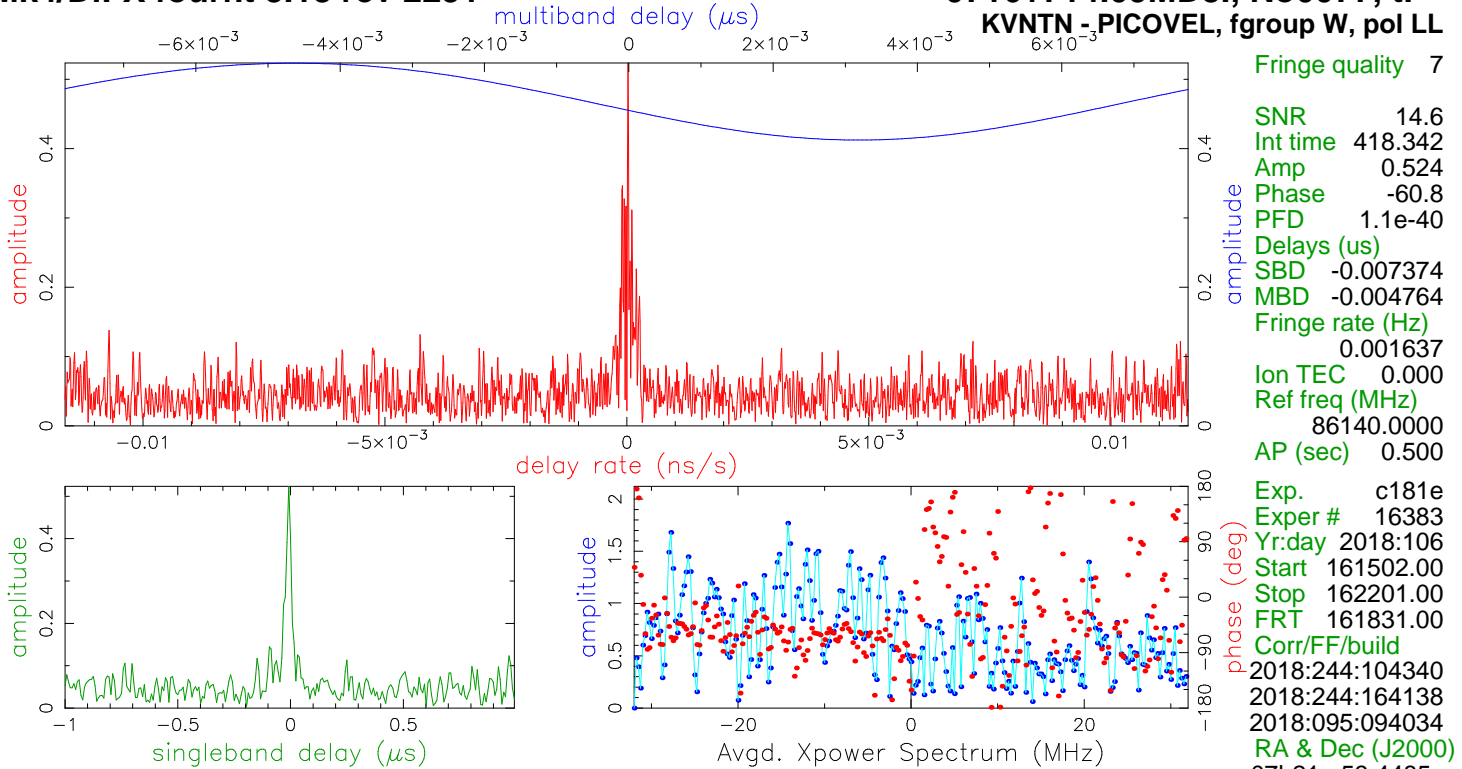 multiband delay (μs)
KVNTN - PICOVEL, fgroup W, pol LL
−6×10⁻³ −4×10⁻³ −2×10⁻³ 0 2×10⁻³ 4×10⁻³ 6×10⁻³
Fringe quality 7
SNR 14.6
Int time 418.342
Amp 0.524
Phase -60.8
PFD 1.1e-40
Delays (us)
SBD -0.007374
MBD -0.004764
Fringe rate (Hz)
0.001637
Ion TEC 0.000
Ref freq (MHz)
86140.0000
AP (sec) 0.500
Exp. c181e
Exper # 16383
Yr:day 2018:106
Start 161502.00
Stop 162201.00
FRT 161831.00
Corr/FF/build
2018:244:104340
2018:244:164138
2018:095:094034
RA & Dec (J2000)
amplitude
0 0.2 0.4
amplitude
0 0.2 0.4
−0.01 −5×10⁻³ 0 5×10⁻³ 0.01
delay rate (ns/s)
amplitude
0 0.2 0.4
−1 −0.5 0 0.5
singleband delay (μs)
amplitude
0 0.5 1 1.5 2
−20 0 20
Avgd. Xpower Spectrum (MHz)
phase (deg)
−180 −90 0 90 180